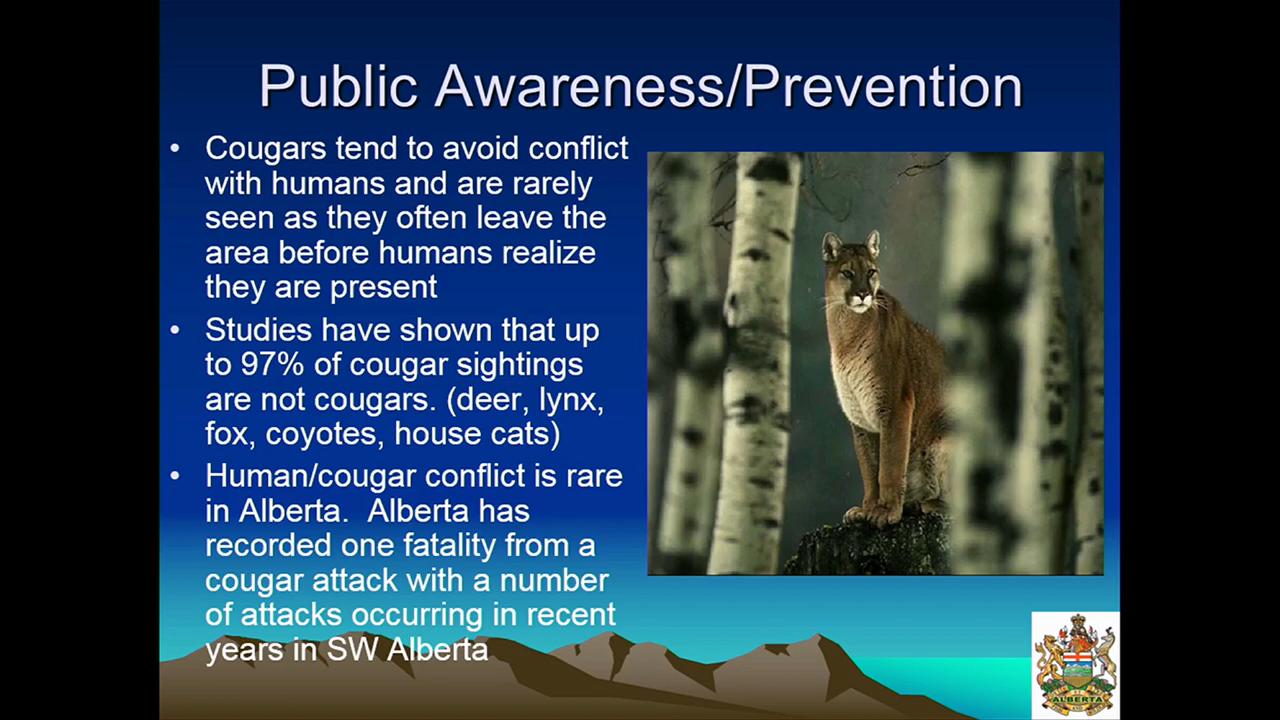 Public Awareness/Prevention
• Cougars tend to avoid conflict
with humans and are rarely
seen as they often leave the
area before humans realize
they are present
• Studies have shown that up
to 97% of cougar sightings
are not cougars. (deer, lynx,
fox, coyotes, house cats)
• Human/cougar conflict is rare
in Alberta.  Alberta has
recorded one fatality from a
cougar attack with a number
of attacks occurring in recent
years in SW Alberta
ALBERTA